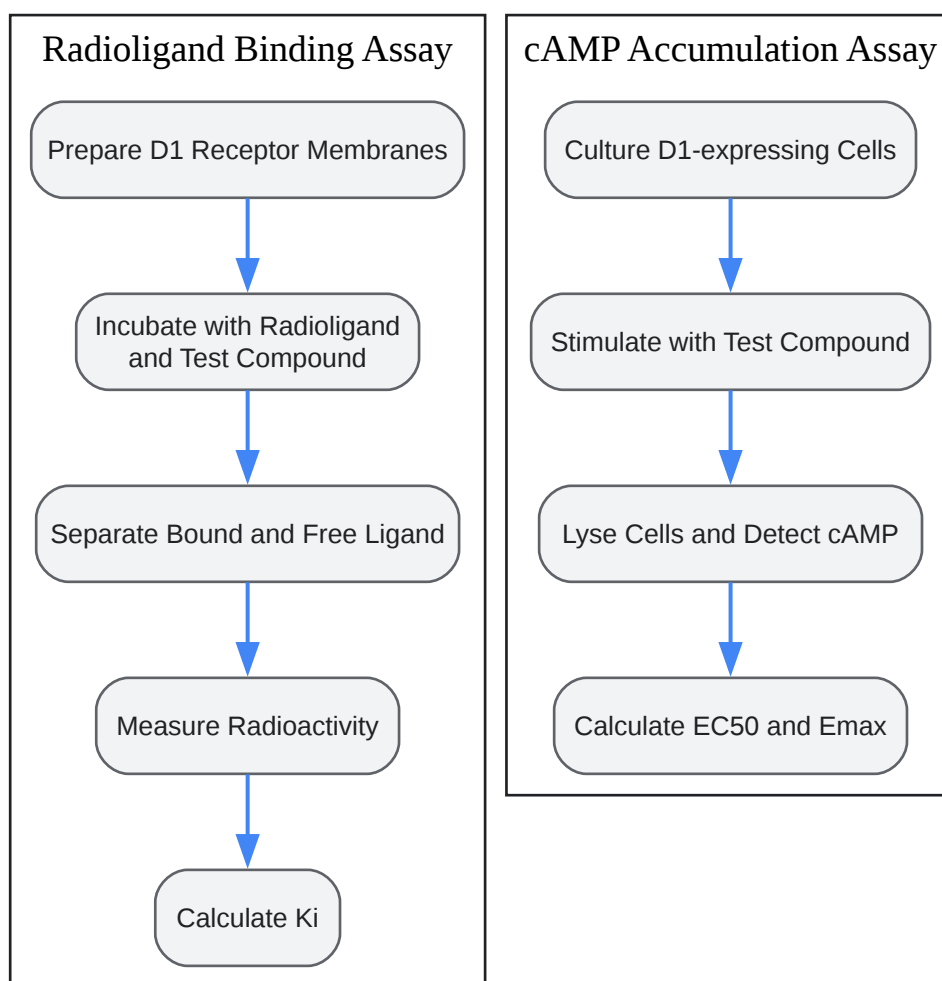 Radioligand Binding Assay
Prepare D1 Receptor Membranes
Incubate with Radioligand
and Test Compound
Separate Bound and Free Ligand
Measure Radioactivity
Calculate Ki
cAMP Accumulation Assay
Culture D1-expressing Cells
Stimulate with Test Compound
Lyse Cells and Detect cAMP
Calculate EC50 and Emax